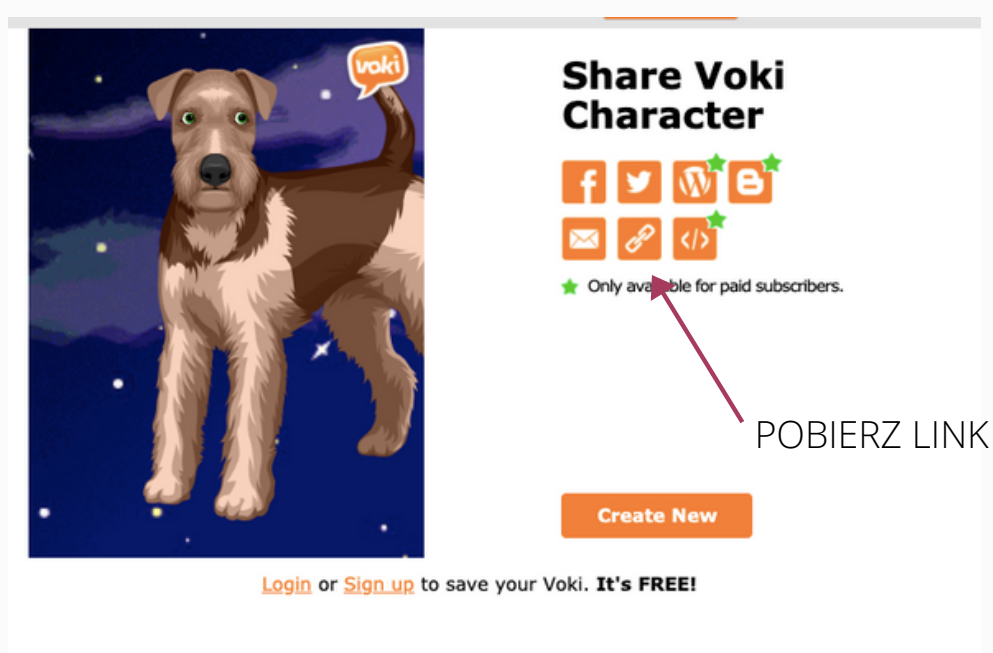 voki
Share Voki
Character
Only available for paid subscribers.
POBIERZ LINK
Create New
Login or Sign up to save your Voki. It's FREE!